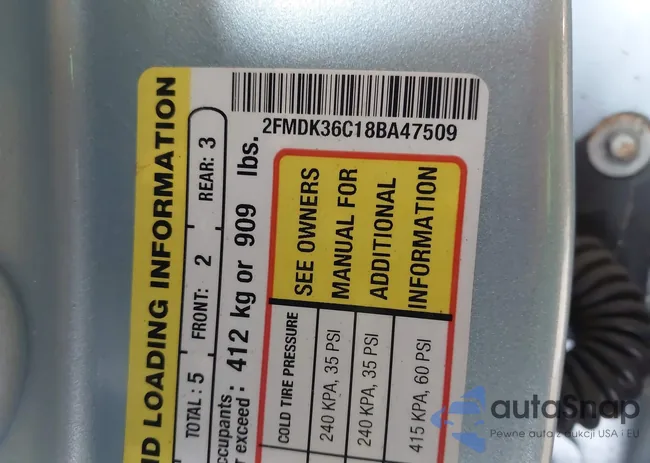 2FMDK36C18BA47509
ID LOADING INFORMATION
TOTAL: 5 FRONT: 2 REAR: 3
ccupants
r exceed: 412 kg or 909 lbs.
COLD TIRE PRESSURE
240 KPA, 35 PSI
240 KPA, 35 PSI
415 KPA, 60 PSI
SEE OWNERS
MANUAL FOR
ADDITIONAL
INFORMATION
autoSnap
Pewne auta z aukcji USA i EU